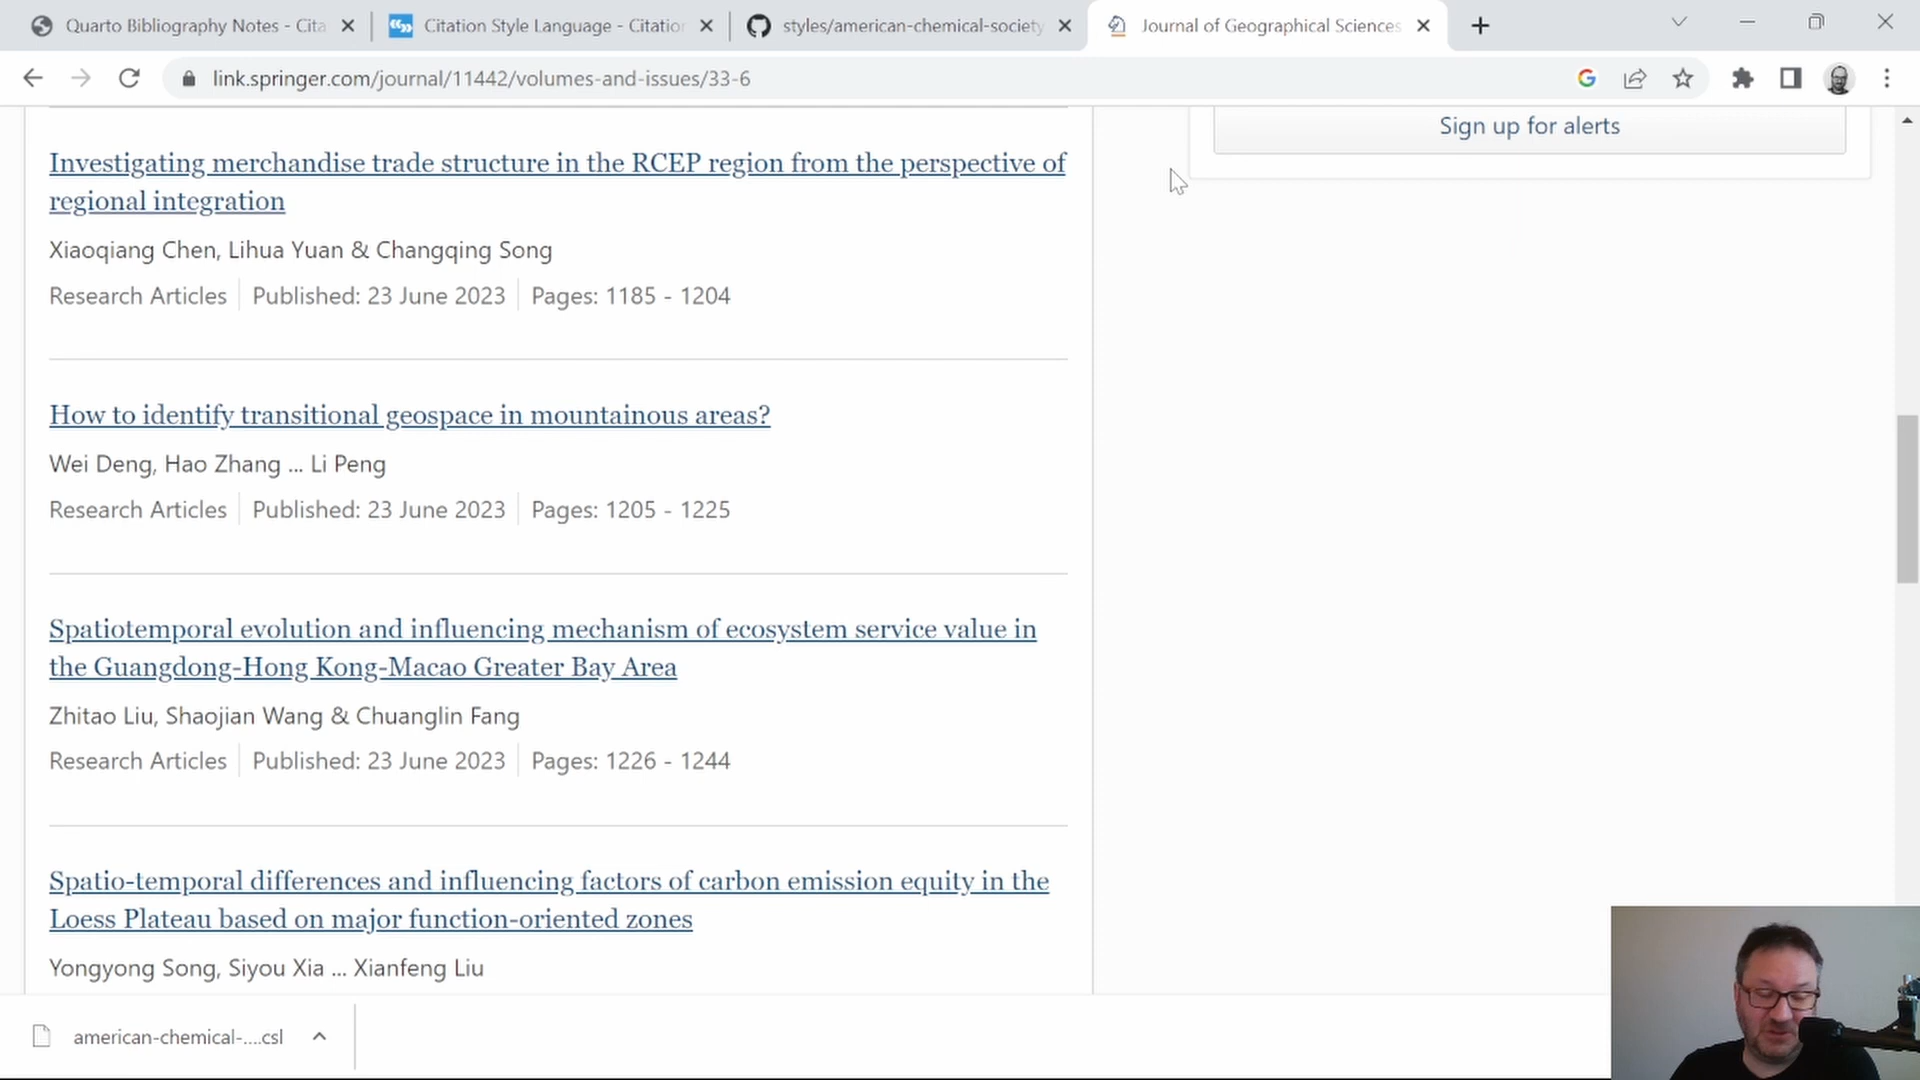 Quarto Bibliography Notes - Cita
Citation Style Language - Citation
styles/american-chemical-society
Journal of Geographical Sciences
link.springer.com/journal/11442/volumes-and-issues/33-6
Sign up for alerts
Investigating merchandise trade structure in the RCEP region from the perspective of
regional integration
Xiaoqiang Chen, Lihua Yuan & Changqing Song
Research Articles Published: 23 June 2023 Pages: 1185 - 1204
How to identify transitional geospace in mountainous areas?
Wei Deng, Hao Zhang ... Li Peng
Research Articles Published: 23 June 2023 Pages: 1205 - 1225
Spatiotemporal evolution and influencing mechanism of ecosystem service value in
the Guangdong-Hong Kong-Macao Greater Bay Area
Zhitao Liu, Shaojian Wang & Chuanglin Fang
Research Articles Published: 23 June 2023 Pages: 1226 - 1244
Spatio-temporal differences and influencing factors of carbon emission equity in the
Loess Plateau based on major function-oriented zones
Yongyong Song, Siyou Xia ... Xianfeng Liu
american-chemical-....csl